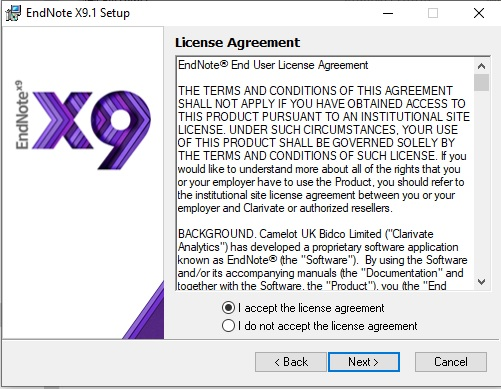 EndNote X9.1 Setup
EndNote x9
X9
License Agreement
EndNote® End User License Agreement
THE TERMS AND CONDITIONS OF THIS AGREEMENT
SHALL NOT APPLY IF YOU HAVE OBTAINED ACCESS TO
THIS PRODUCT PURSUANT TO AN INSTITUTIONAL SITE
LICENSE. UNDER SUCH CIRCUMSTANCES, YOUR USE
OF THIS PRODUCT SHALL BE GOVERNED SOLELY BY
THE TERMS AND CONDITIONS OF SUCH LICENSE. If you
would like to understand more about all of the rights that you
or your employer have to use the Product, you should refer to
the institutional site license agreement between you or your
employer and Clarivate or authorized resellers.
BACKGROUND. Camelot UK Bidco Limited ("Clarivate
Analytics") has developed a proprietary software application
known as EndNote® (the "Software"). By using the Software
and/or its accompanying manuals (the "Documentation" and
together with the Software, the "Product"), you (the "End
I accept the license agreement
I do not accept the license agreement
< Back
Next >
Cancel